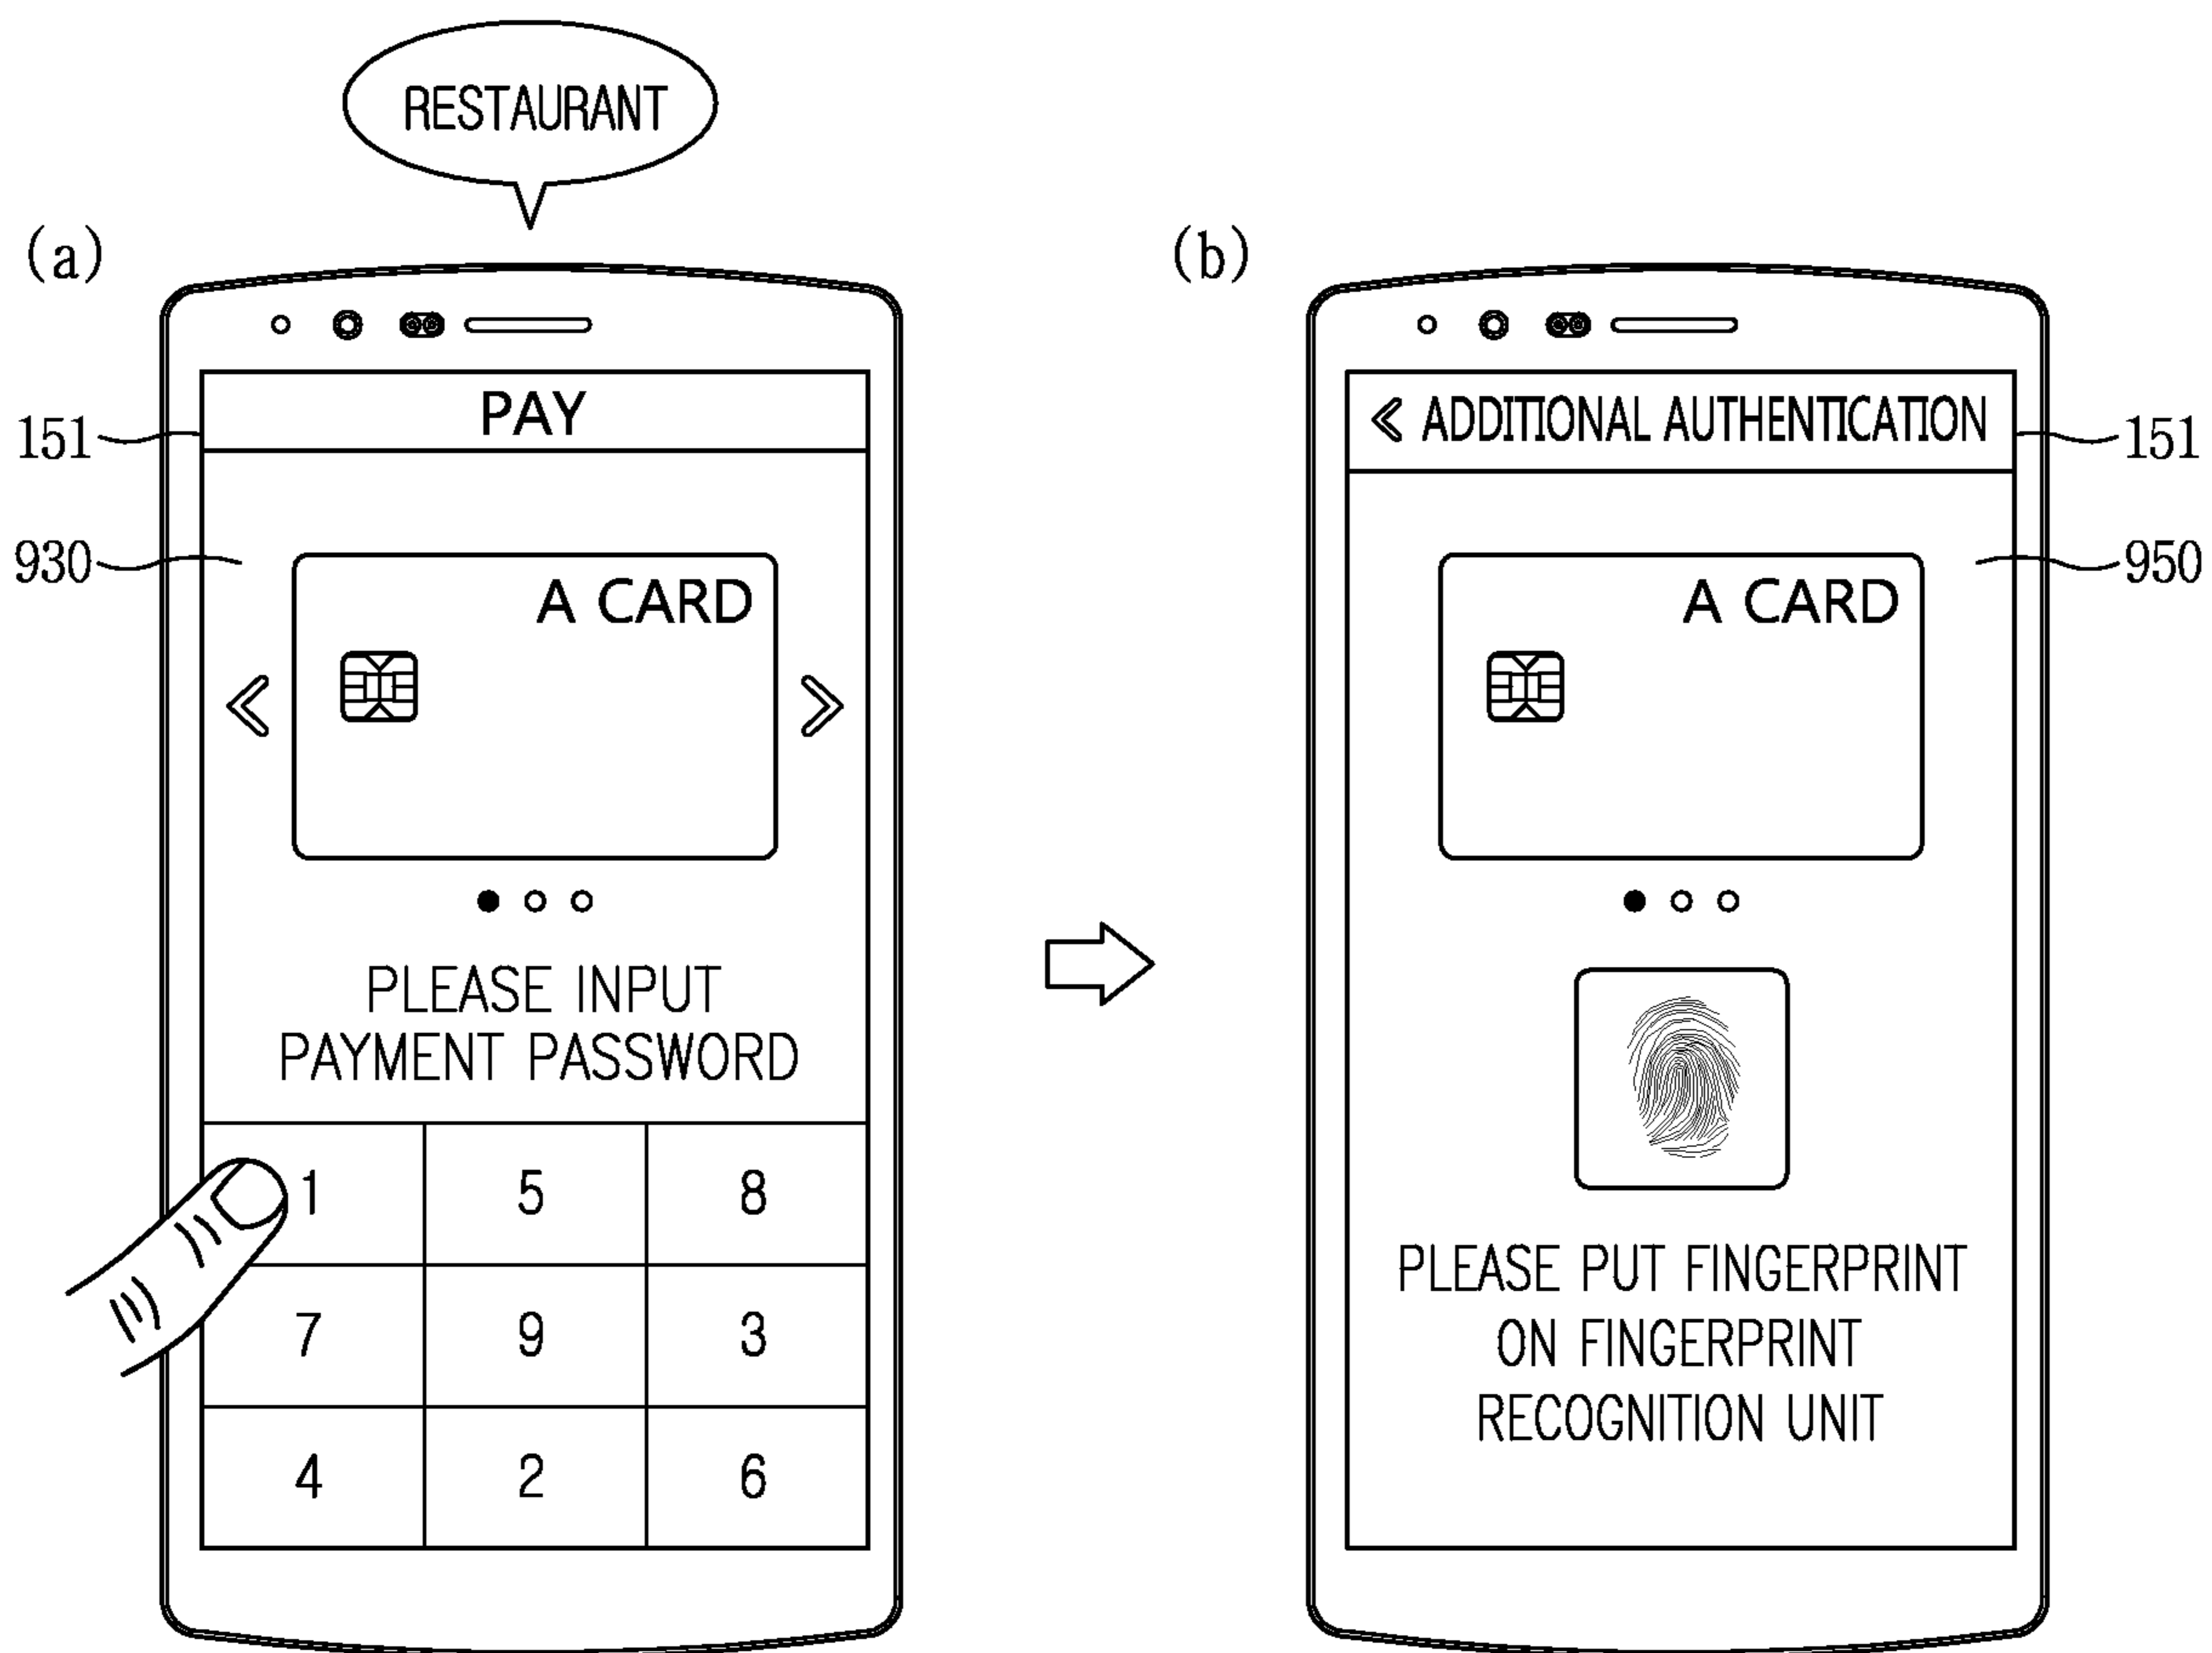 RESTAURANT
(a)
PAY
151
930
A CARD
PLEASE INPUT
PAYMENT PASSWORD
1 5 8
7 9 3
4 2 6
(b)
ADDITIONAL AUTHENTICATION
151
A CARD
950
PLEASE PUT FINGERPRINT
ON FINGERPRINT
RECOGNITION UNIT